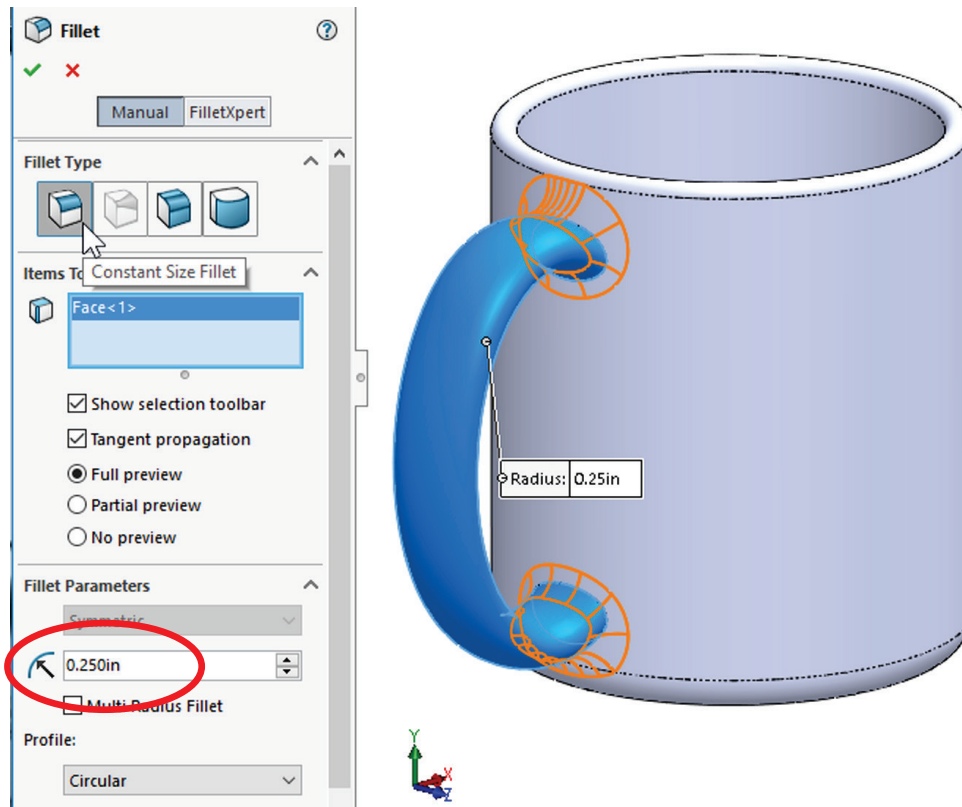 Fillet
?
Manual FilletXpert
Fillet Type
Items To
Constant Size Fillet
Face<1>
Show selection toolbar
Tangent propagation
Full preview
Partial preview
No preview
Radius: 0.25in
Fillet Parameters
Symmetric
0.250in
Multi Radius Fillet
Profile:
Circular
Y
X
Z